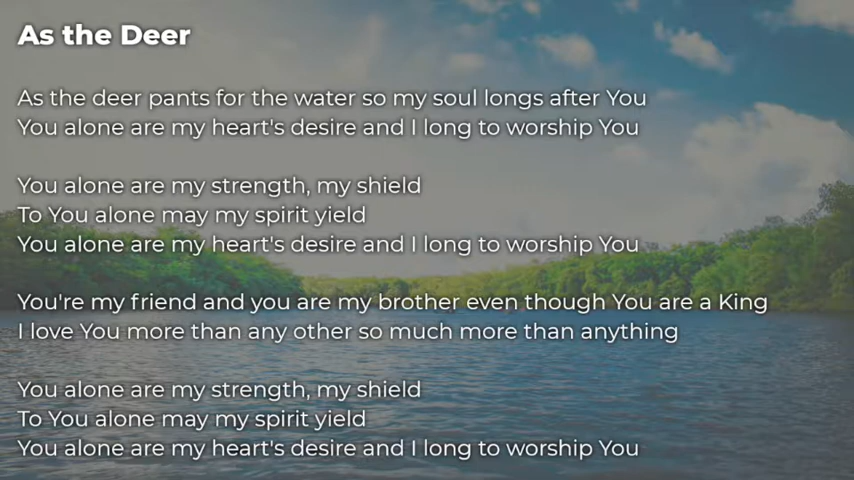 As the Deer
As the deer pants for the water so my soul longs after You
You alone are my heart's desire and I long to worship You
You alone are my strength, my shield
To You alone may my spirit yield
You alone are my heart's desire and I long to worship You
You're my friend and you are my brother even though You are a King
I love You more than any other so much more than anything
You alone are my strength, my shield
To You alone may my spirit yield
You alone are my heart's desire and I long to worship You